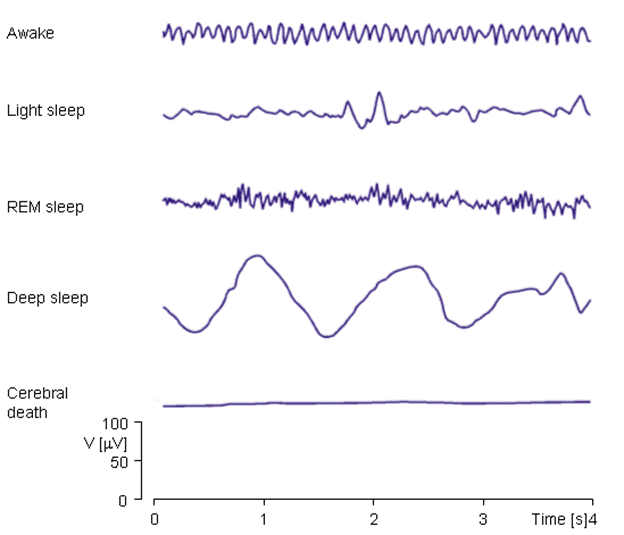 Awake
Light sleep
REM sleep
Deep sleep
Cerebral
death
100
V [µV]
50
0
0 1 2 3 Time [s]4